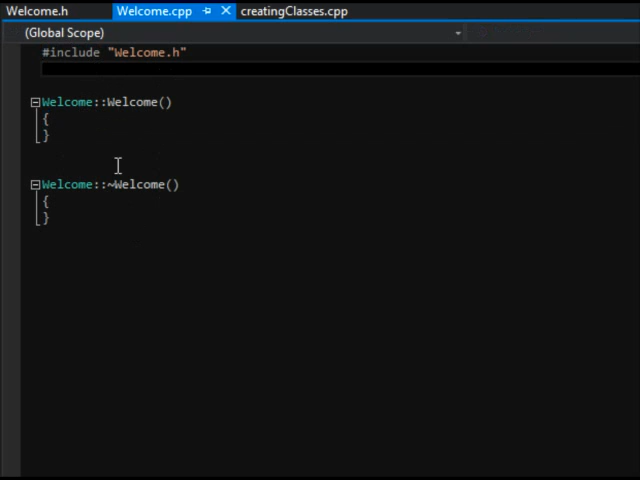 Welcome.h Welcome.cpp creatingClasses.cpp
(Global Scope)
#include "Welcome.h"
Welcome::Welcome()
{
}
Welcome::~Welcome()
{
}